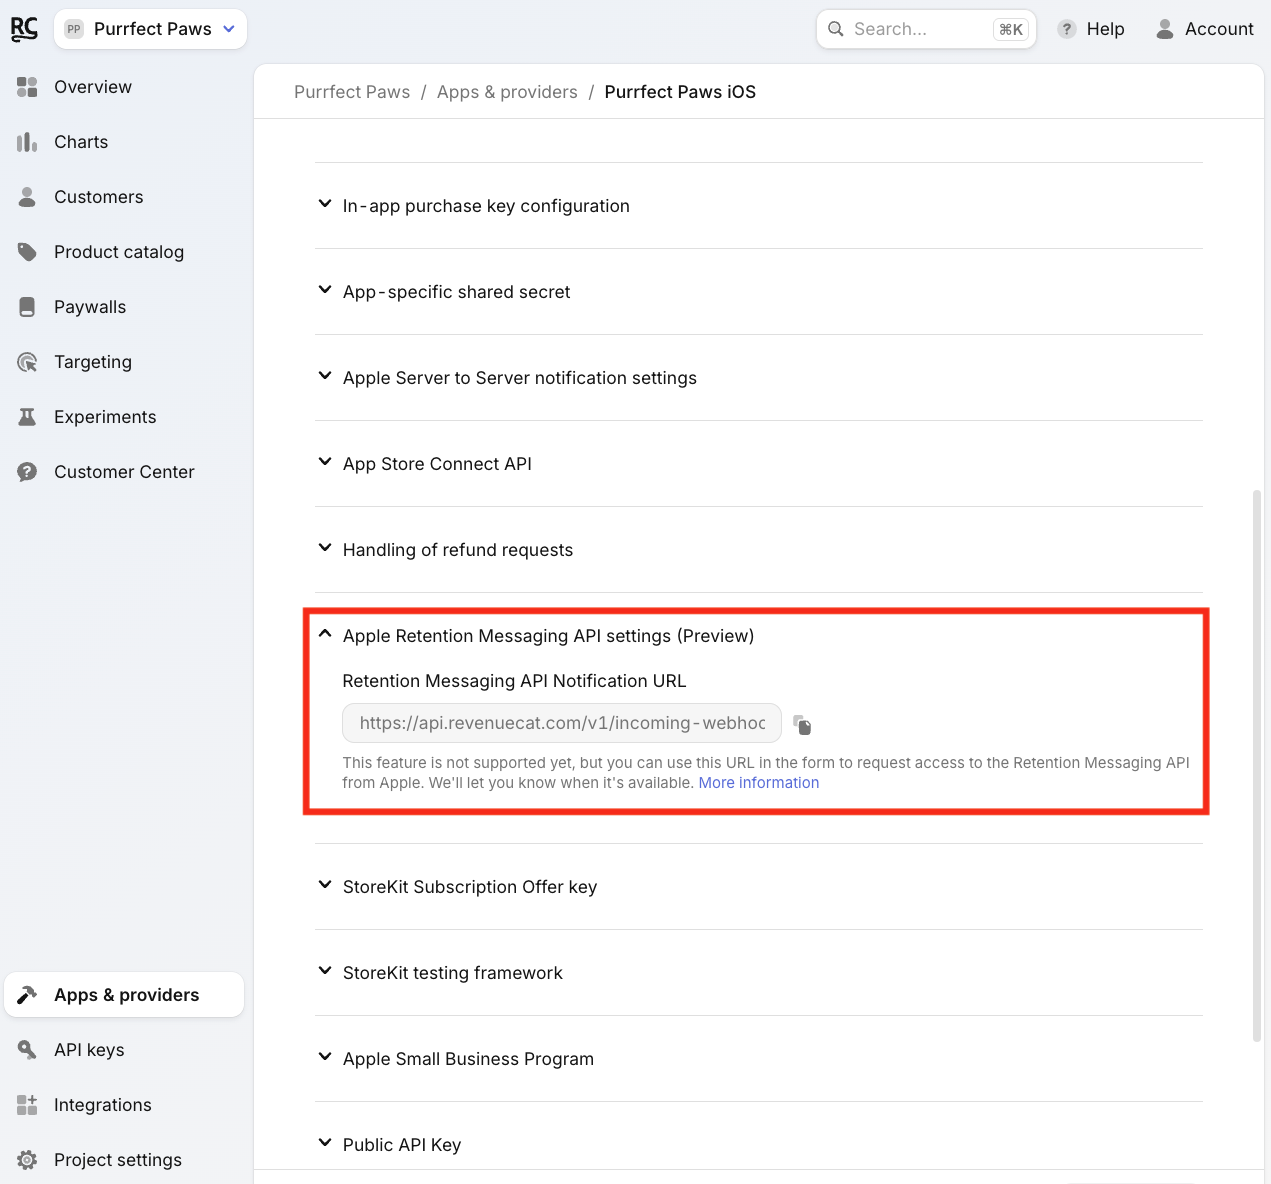 RC
PP Purrfect Paws
Search... ⌘K
? Help
Account
Overview
Charts
Customers
Product catalog
Paywalls
Targeting
Experiments
Customer Center
Apps & providers
API keys
Integrations
Project settings
Purrfect Paws / Apps & providers / Purrfect Paws iOS
In-app purchase key configuration
App-specific shared secret
Apple Server to Server notification settings
App Store Connect API
Handling of refund requests
Apple Retention Messaging API settings (Preview)
Retention Messaging API Notification URL
https://api.revenuecat.com/v1/incoming-webhoo
This feature is not supported yet, but you can use this URL in the form to request access to the Retention Messaging API
from Apple. We'll let you know when it's available. More information
StoreKit Subscription Offer key
StoreKit testing framework
Apple Small Business Program
Public API Key